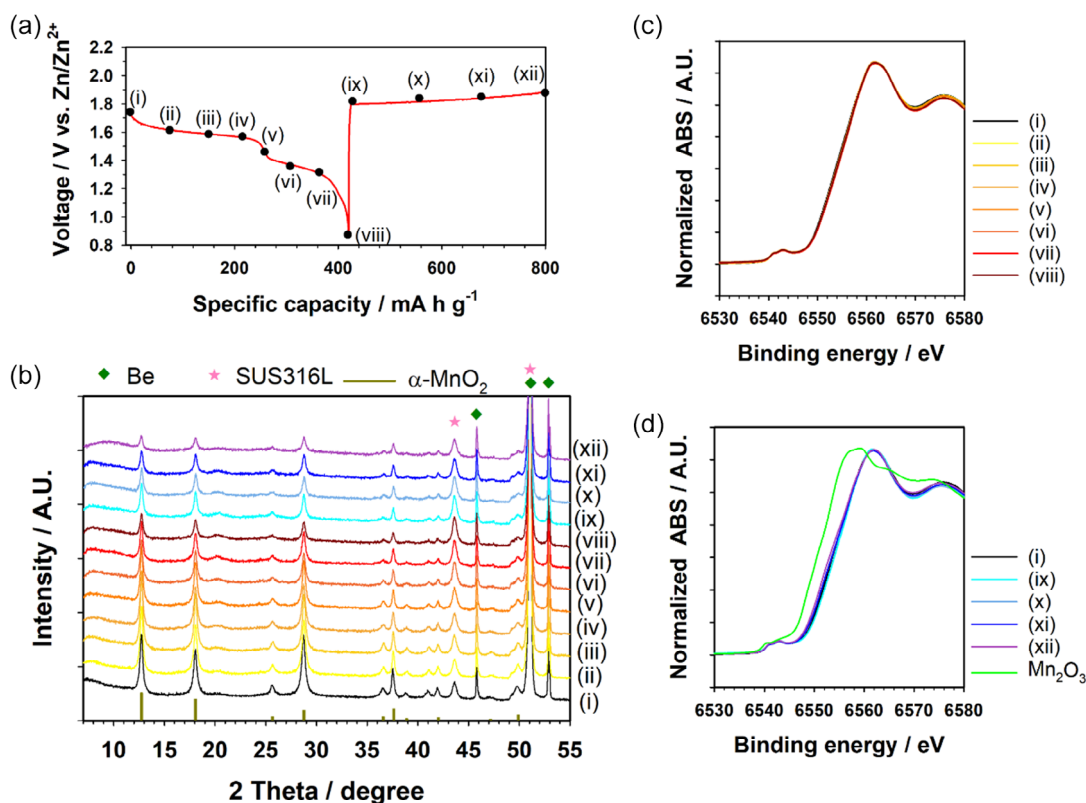 (a)
2.2
2.0
1.8
1.6
1.4
1.2
1.0
0.8
Voltage / V vs. Zn/Zn²⁺
(i)
(ii)
(iii)
(iv)
(v)
(vi)
(vii)
(viii)
(ix)
(x)
(xi)
(xii)
0 200 400 600 800
Specific capacity / mA h g⁻¹
(b)
Be SUS316L α-MnO₂
Intensity / A.U.
(xii)
(xi)
(x)
(ix)
(viii)
(vii)
(vi)
(v)
(iv)
(iii)
(ii)
(i)
10 15 20 25 30 35 40 45 50 55
2 Theta / degree
(c)
Normalized ABS / A.U.
(i)
(ii)
(iii)
(iv)
(v)
(vi)
(vii)
(viii)
6530 6540 6550 6560 6570 6580
Binding energy / eV
(d)
Normalized ABS / A.U.
(i)
(ix)
(x)
(xi)
(xii)
Mn₂O₃
6530 6540 6550 6560 6570 6580
Binding energy / eV